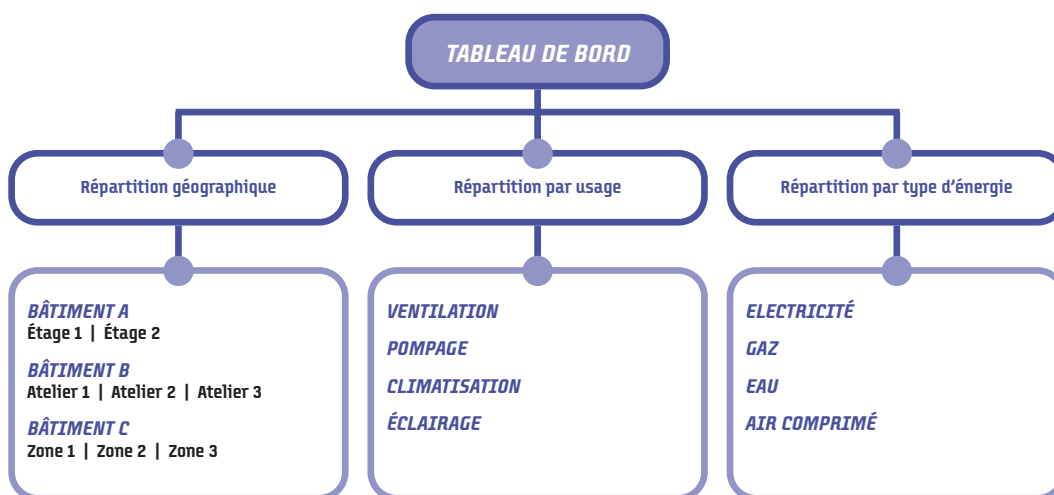 TABLEAU DE BORD
Répartition géographique
Répartition par usage
Répartition par type d'énergie
BÂTIMENT A
Étage 1 | Étage 2
BÂTIMENT B
Atelier 1 | Atelier 2 | Atelier 3
BÂTIMENT C
Zone 1 | Zone 2 | Zone 3
VENTILATION
POMPAGE
CLIMATISATION
ÉCLAIRAGE
ELECTRICITÉ
GAZ
EAU
AIR COMPRIMÉ